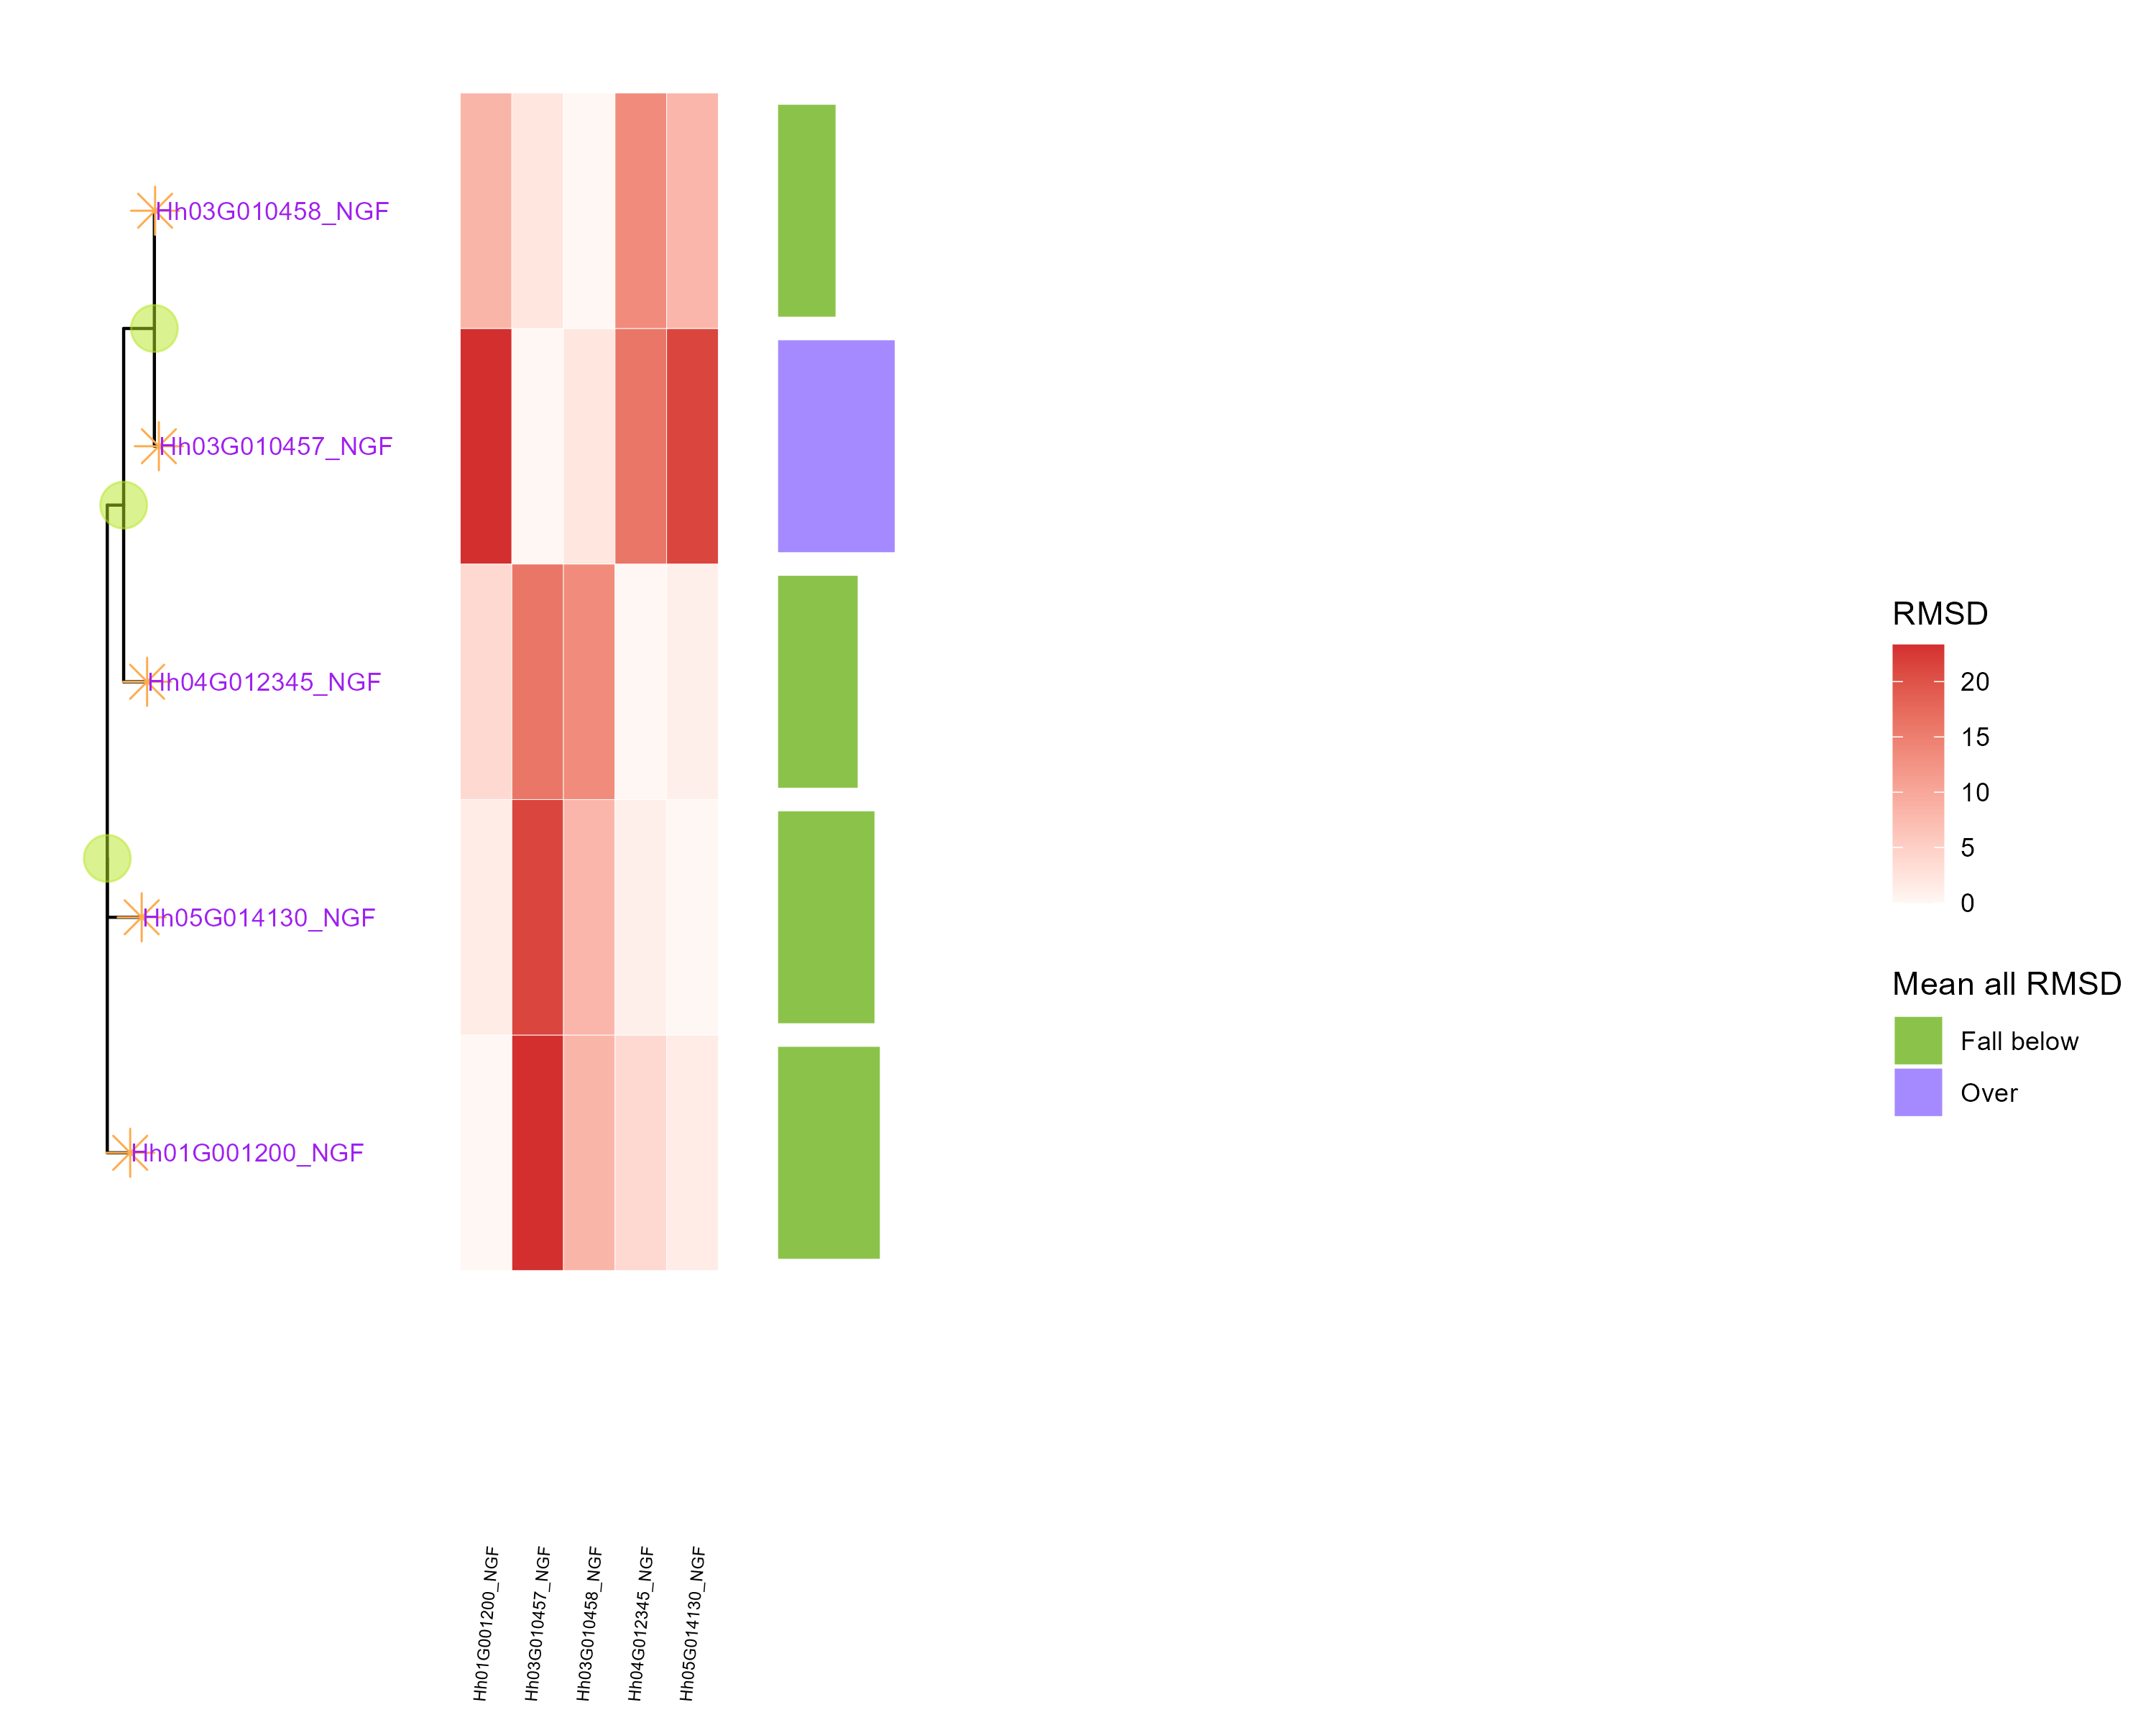 Hh03G010458_NGF
Hh03G010457_NGF
Hh04G012345_NGF
Hh05G014130_NGF
Hh01G001200_NGF
RMSD
20
15
10
5
0
Mean all RMSD
Fall below
Over
Hh01G001200_NGF
Hh03G010457_NGF
Hh03G010458_NGF
Hh04G012345_NGF
Hh05G014130_NGF